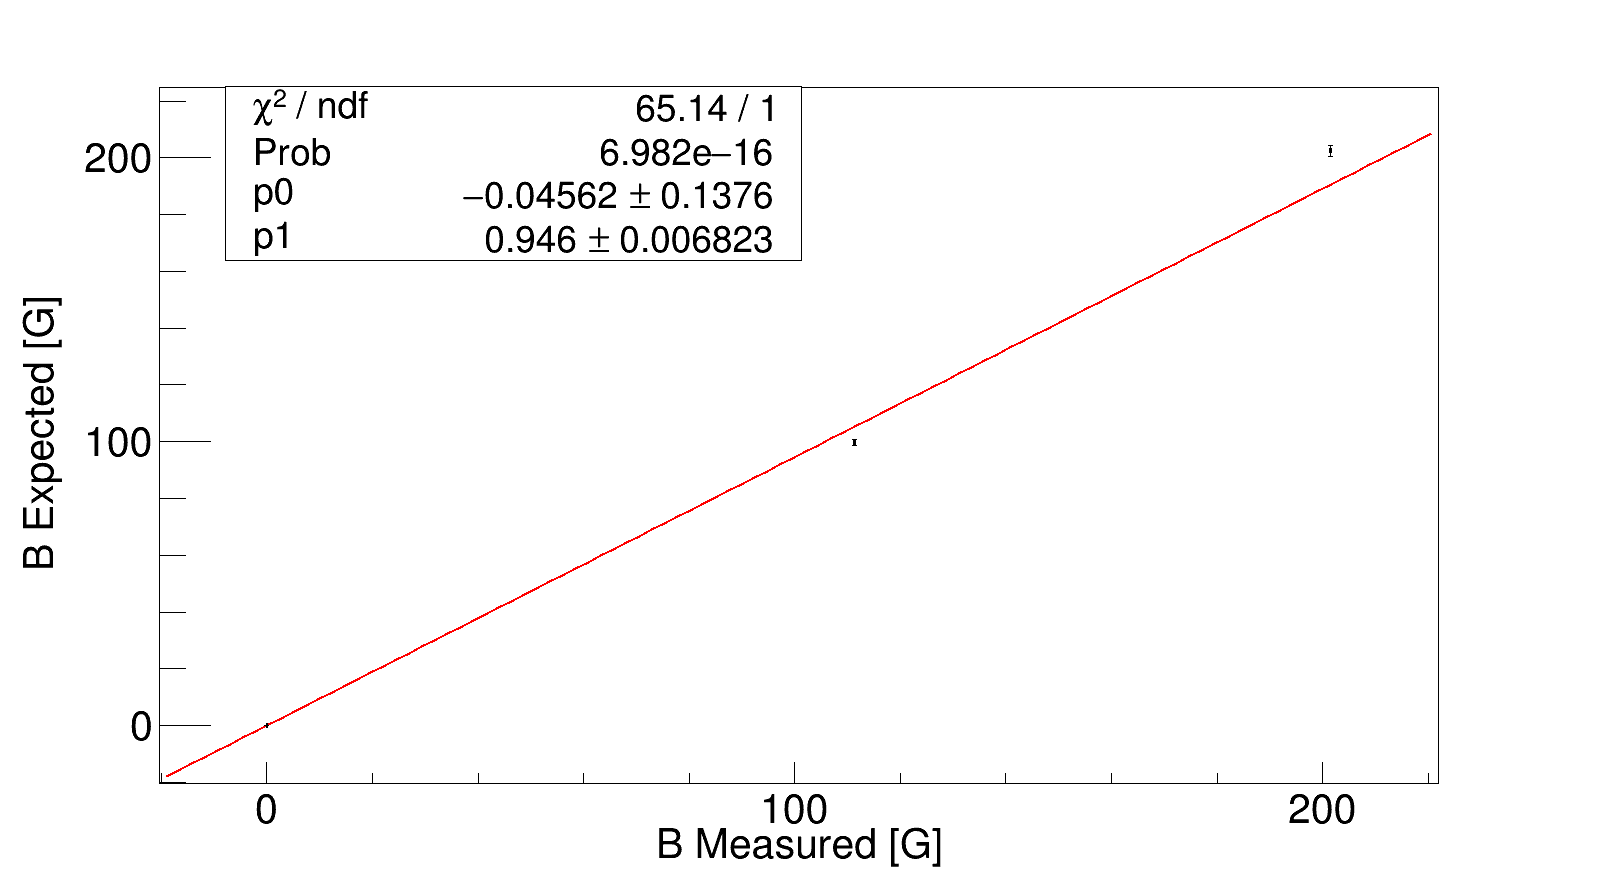 χ² / ndf 65.14 / 1
Prob 6.982e−16
p0 −0.04562 ± 0.1376
p1 0.946 ± 0.006823
200
100
0
B Expected [G]
0 100 200
B Measured [G]